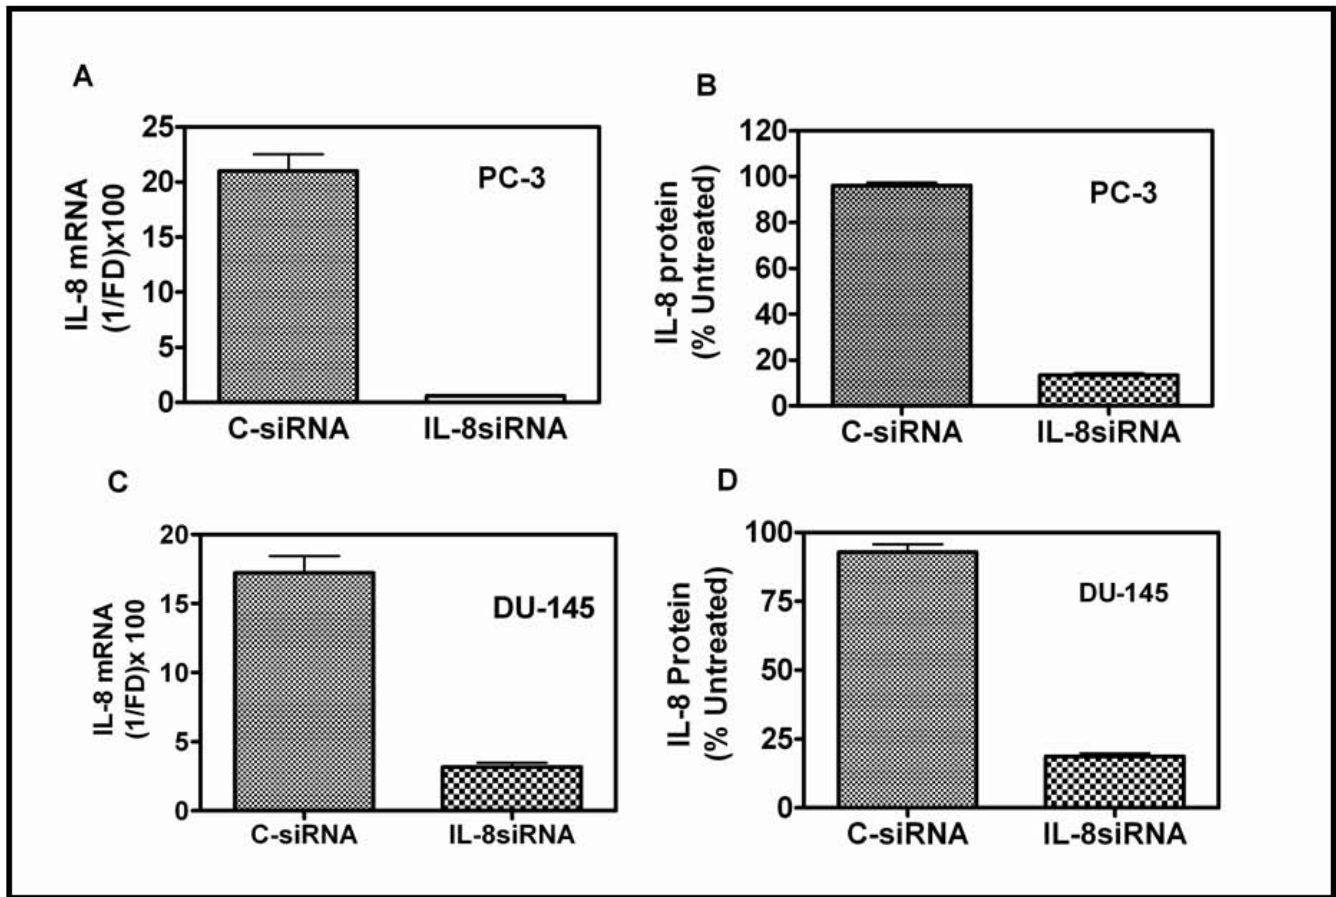 A
IL-8 mRNA
(1/FD)x100
25
20
15
10
5
0
PC-3
C-siRNA
IL-8siRNA
B
IL-8 protein
(% Untreated)
120
100
80
60
40
20
0
PC-3
C-siRNA
IL-8siRNA
C
IL-8 mRNA
(1/FD)x 100
20
15
10
5
0
DU-145
C-siRNA
IL-8siRNA
D
IL-8 Protein
(% Untreated)
100
75
50
25
0
DU-145
C-siRNA
IL-8siRNA